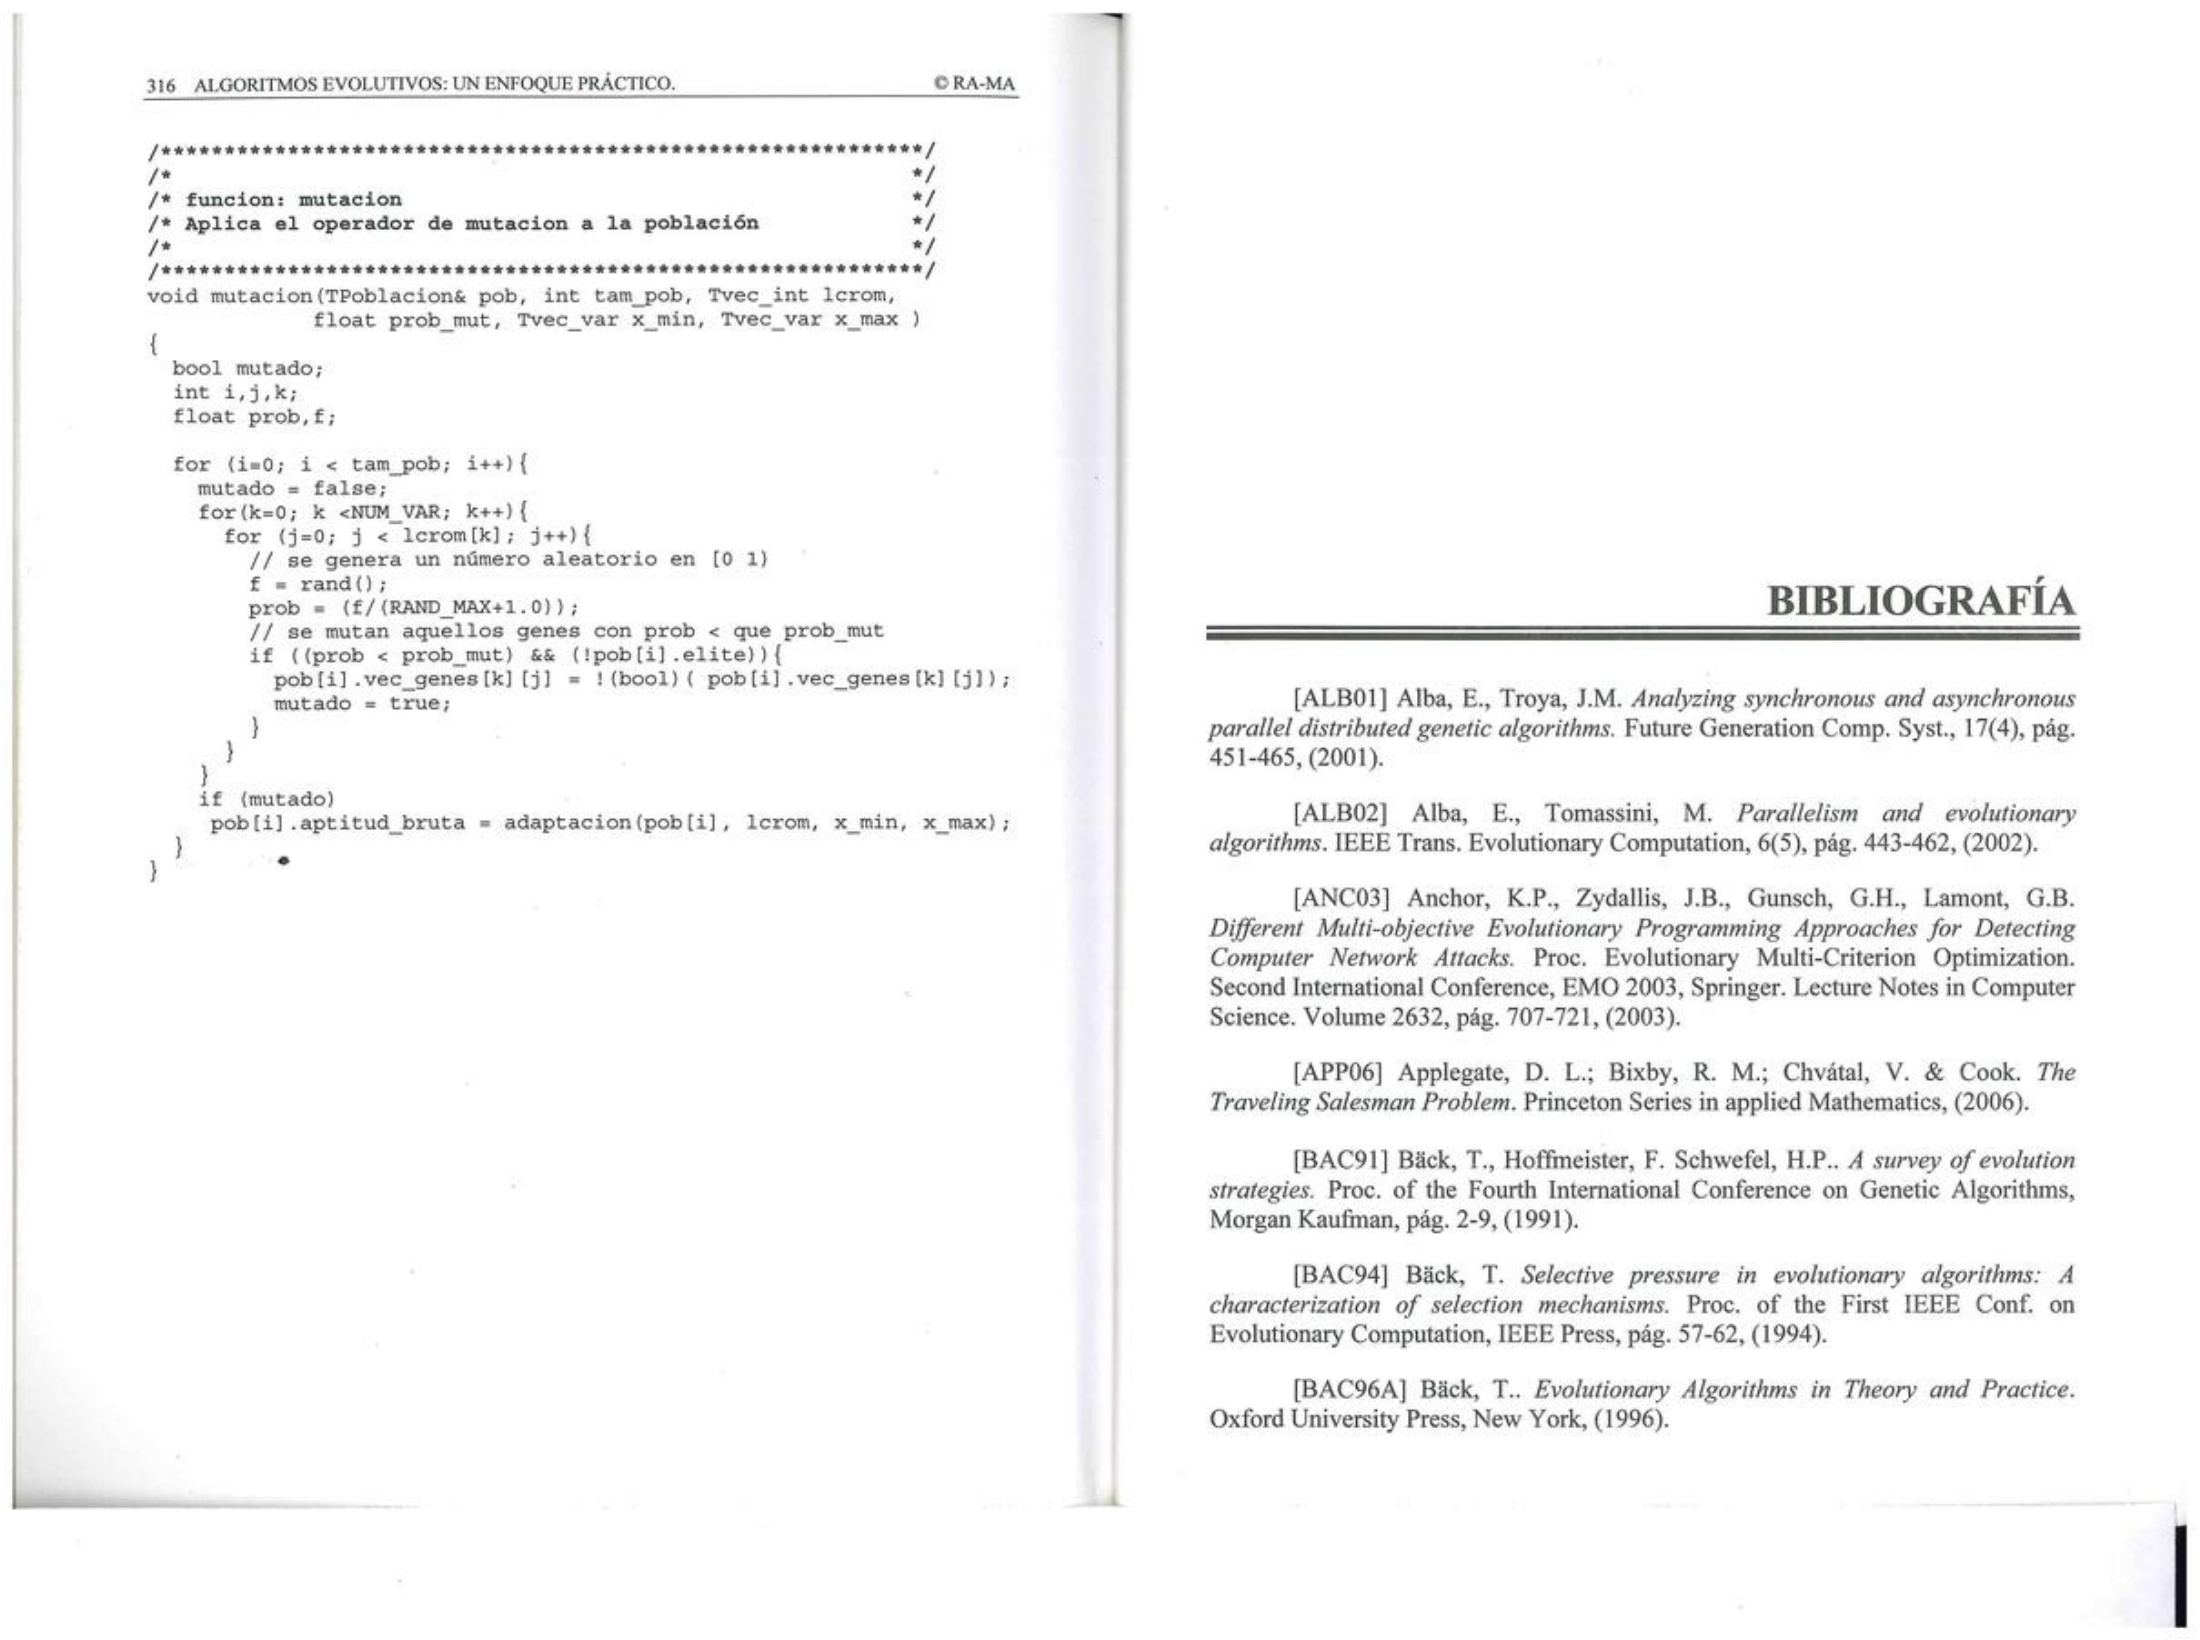 316 ALGORITMOS EVOLUTIVOS: UN ENFOQUE PRÁCTICO. © RA-MA
/************************************************************/
/* */
/* funcion: mutacion */
/* Aplica el operador de mutacion a la población */
/* */
/************************************************************/
void mutacion(TPoblacion& pob, int tam_pob, Tvec_int lcrom,
float prob_mut, Tvec_var x_min, Tvec_var x_max )
{
bool mutado;
int i,j,k;
float prob,f;
for (i=0; i < tam_pob; i++){
mutado = false;
for(k=0; k <NUM_VAR; k++){
for (j=0; j < lcrom[k]; j++){
// se genera un número aleatorio en [0 1)
f = rand();
prob = (f/(RAND_MAX+1.0));
// se mutan aquellos genes con prob < que prob_mut
if ((prob < prob_mut) && (!pob[i].elite)){
pob[i].vec_genes[k][j] = !(bool)( pob[i].vec_genes[k][j]);
mutado = true;
}
}
}
if (mutado)
pob[i].aptitud_bruta = adaptacion(pob[i], lcrom, x_min, x_max);
}
}
BIBLIOGRAFÍA
[ALB01] Alba, E., Troya, J.M. Analyzing synchronous and asynchronous
parallel distributed genetic algorithms. Future Generation Comp. Syst., 17(4), pág.
451-465, (2001).
[ALB02] Alba, E., Tomassini, M. Parallelism and evolutionary
algorithms. IEEE Trans. Evolutionary Computation, 6(5), pág. 443-462, (2002).
[ANC03] Anchor, K.P., Zydallis, J.B., Gunsch, G.H., Lamont, G.B.
Different Multi-objective Evolutionary Programming Approaches for Detecting
Computer Network Attacks. Proc. Evolutionary Multi-Criterion Optimization.
Second International Conference, EMO 2003, Springer. Lecture Notes in Computer
Science. Volume 2632, pág. 707-721, (2003).
[APP06] Applegate, D. L.; Bixby, R. M.; Chvátal, V. & Cook. The
Traveling Salesman Problem. Princeton Series in applied Mathematics, (2006).
[BAC91] Bäck, T., Hoffmeister, F. Schwefel, H.P.. A survey of evolution
strategies. Proc. of the Fourth International Conference on Genetic Algorithms,
Morgan Kaufman, pág. 2-9, (1991).
[BAC94] Bäck, T. Selective pressure in evolutionary algorithms: A
characterization of selection mechanisms. Proc. of the First IEEE Conf. on
Evolutionary Computation, IEEE Press, pág. 57-62, (1994).
[BAC96A] Bäck, T.. Evolutionary Algorithms in Theory and Practice.
Oxford University Press, New York, (1996).